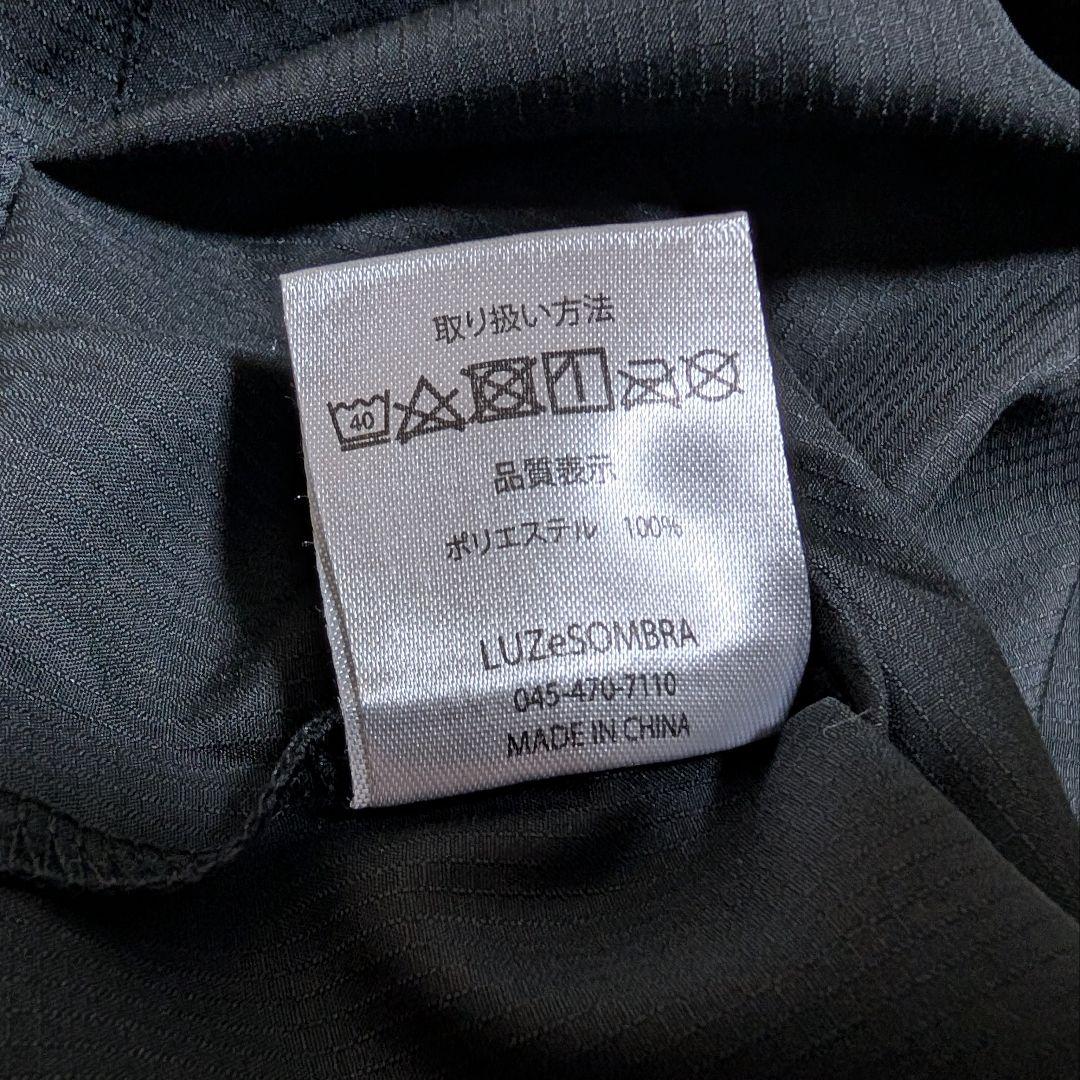 取り扱い方法
40
品質表示
ポリエステル 100%
LUZeSOMBRA
045-470-7110
MADE IN CHINA